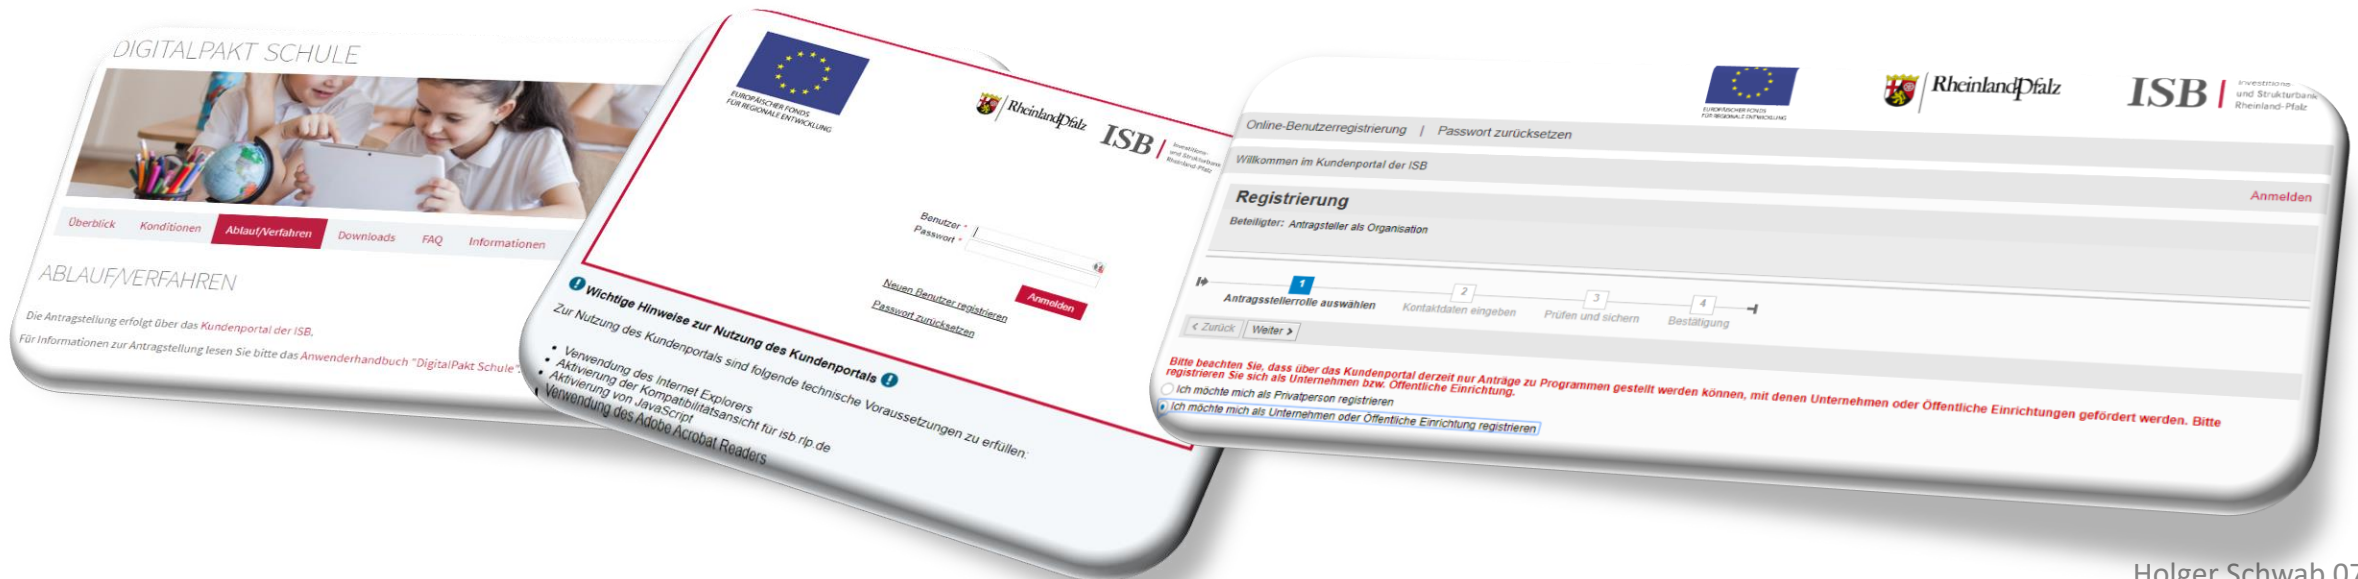 DIGITALPAKT SCHULE
Überblick Konditionen Ablauf/Verfahren Downloads FAQ Informationen
ABLAUF/VERFAHREN
Die Antragstellung erfolgt über das Kundenportal der ISB.
Für Informationen zur Antragstellung lesen Sie bitte das Anwenderhandbuch "DigitalPakt Schule".
EUROPÄISCHER FONDS
FÜR REGIONALE ENTWICKLUNG
RheinlandPfalz
ISB
Investitions-
und Strukturbank
Rheinland-Pfalz
Benutzer *
Passwort *
Anmelden
Neuen Benutzer registrieren
Passwort zurücksetzen
! Wichtige Hinweise zur Nutzung des Kundenportals !
Zur Nutzung des Kundenportals sind folgende technische Voraussetzungen zu erfüllen:
• Verwendung des Internet Explorers
• Aktivierung der Kompatibilitätsansicht für isb.rlp.de
• Aktivierung von JavaScript
• Verwendung des Adobe Acrobat Readers
EUROPÄISCHER FONDS
FÜR REGIONALE ENTWICKLUNG
RheinlandPfalz
ISB
Investitions-
und Strukturbank
Rheinland-Pfalz
Online-Benutzerregistrierung | Passwort zurücksetzen
Willkommen im Kundenportal der ISB
Anmelden
Registrierung
Beteiligter: Antragsteller als Organisation
1 2 3 4
Antragsstellerrolle auswählen Kontaktdaten eingeben Prüfen und sichern Bestätigung
< Zurück Weiter >
Bitte beachten Sie, dass über das Kundenportal derzeit nur Anträge zu Programmen gestellt werden können, mit denen Unternehmen oder Öffentliche Einrichtungen gefördert werden. Bitte
registrieren Sie sich als Unternehmen bzw. Öffentliche Einrichtung.
Ich möchte mich als Privatperson registrieren
Ich möchte mich als Unternehmen oder Öffentliche Einrichtung registrieren
Holger Schwab 07